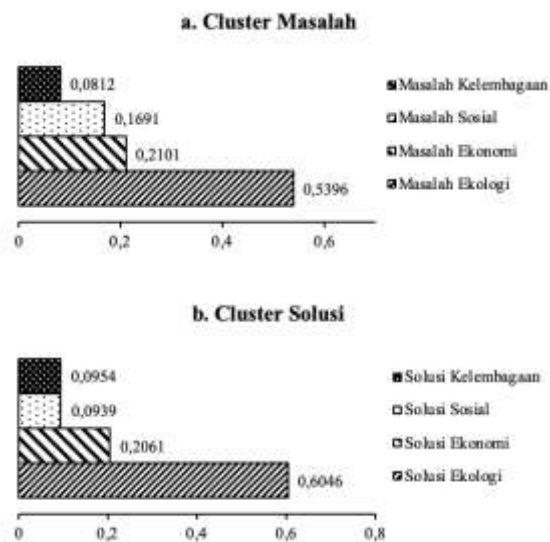 a. Cluster Masalah
0,0812
0,1691
0,2101
0,5396
Masalah Kelembagaan
Masalah Sosial
Masalah Ekonomi
Masalah Ekologi
0 0,2 0,4 0,6
b. Cluster Solusi
0,0954
0,0939
0,2061
0,6046
Solusi Kelembagaan
Solusi Sosial
Solusi Ekonomi
Solusi Ekologi
0 0,2 0,4 0,6 0,8